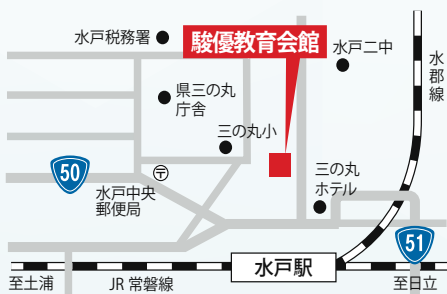 水戸税務署
駿優教育会館
水戸二中
水郡線
県三の丸
庁舎
三の丸小
50
〒
水戸中央
郵便局
三の丸
ホテル
51
水戸駅
至土浦
JR 常磐線
至日立